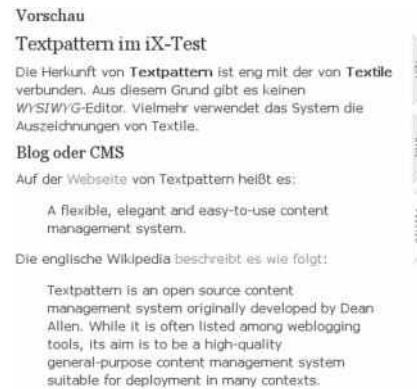 Vorschau
Textpattern im iX-Test
Die Herkunft von Textpattern ist eng mit der von Textile
verbunden. Aus diesem Grund gibt es keinen
WYSIWYG-Editor. Vielmehr verwendet das System die
Auszeichnungen von Textile.
Blog oder CMS
Auf der Webseite von Textpattern heißt es:
A flexible, elegant and easy-to-use content
management system.
Die englische Wikipedia beschreibt es wie folgt:
Textpattern is an open source content
management system originally developed by Dean
Allen. While it is often listed among weblogging
tools, its aim is to be a high-quality
general-purpose content management system
suitable for deployment in many contexts.